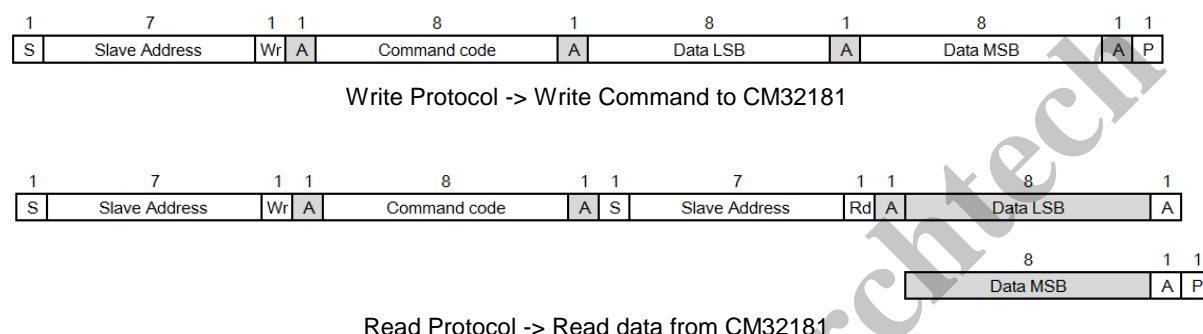 1 7 1 1 8 1 8 1 8 1 1
S Slave Address Wr A Command code A Data LSB A Data MSB A P
Write Protocol -> Write Command to CM32181
1 7 1 1 8 1 1 7 1 1 8 1
S Slave Address Wr A Command code A S Slave Address Rd A Data LSB A
8 1 1
Data MSB A P
Read Protocol -> Read data from CM32181